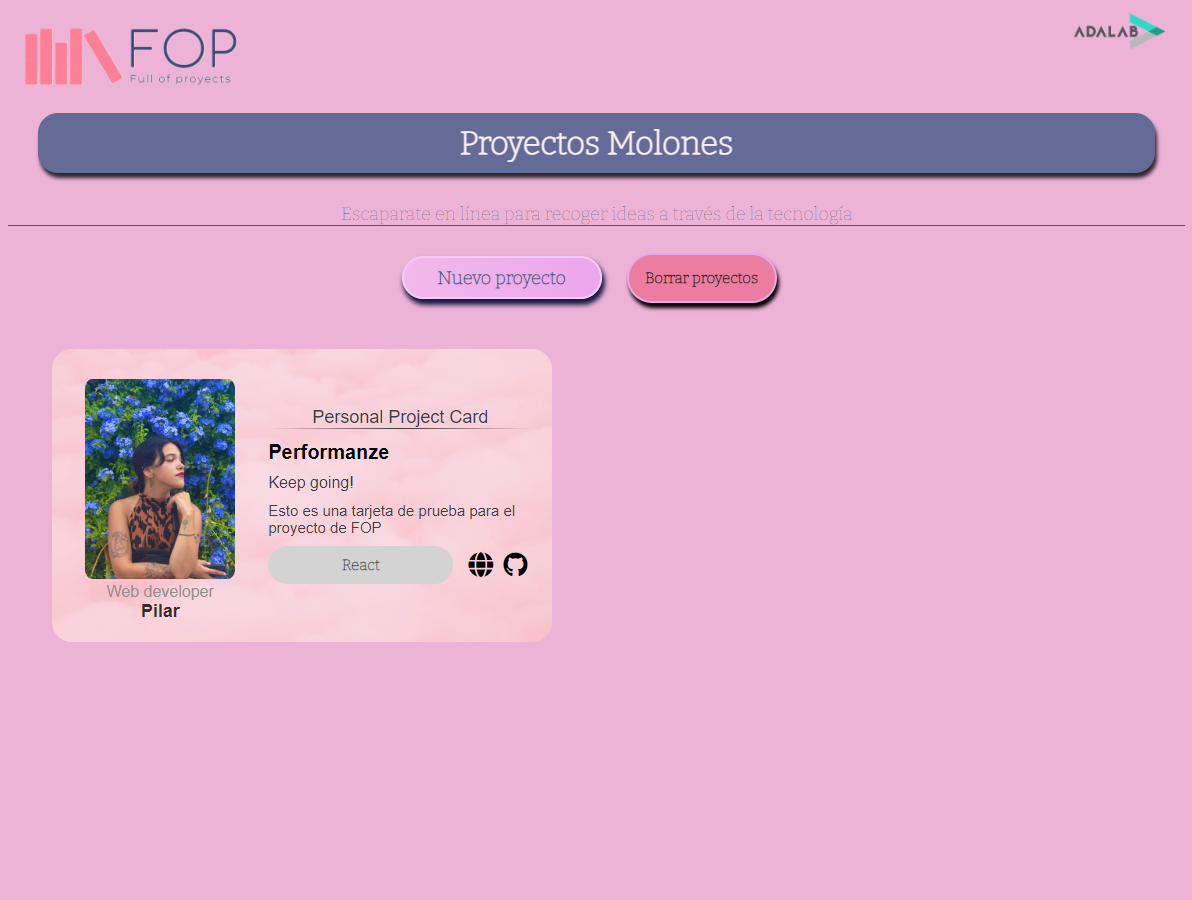 FOP
Full of proyects
ADALAB
Proyectos Molones
Escaparate en línea para recoger ideas a través de la tecnología
Nuevo proyecto
Borrar proyectos
Personal Project Card
Performanze
Keep going!
Esto es una tarjeta de prueba para el
proyecto de FOP
React
Web developer
Pilar